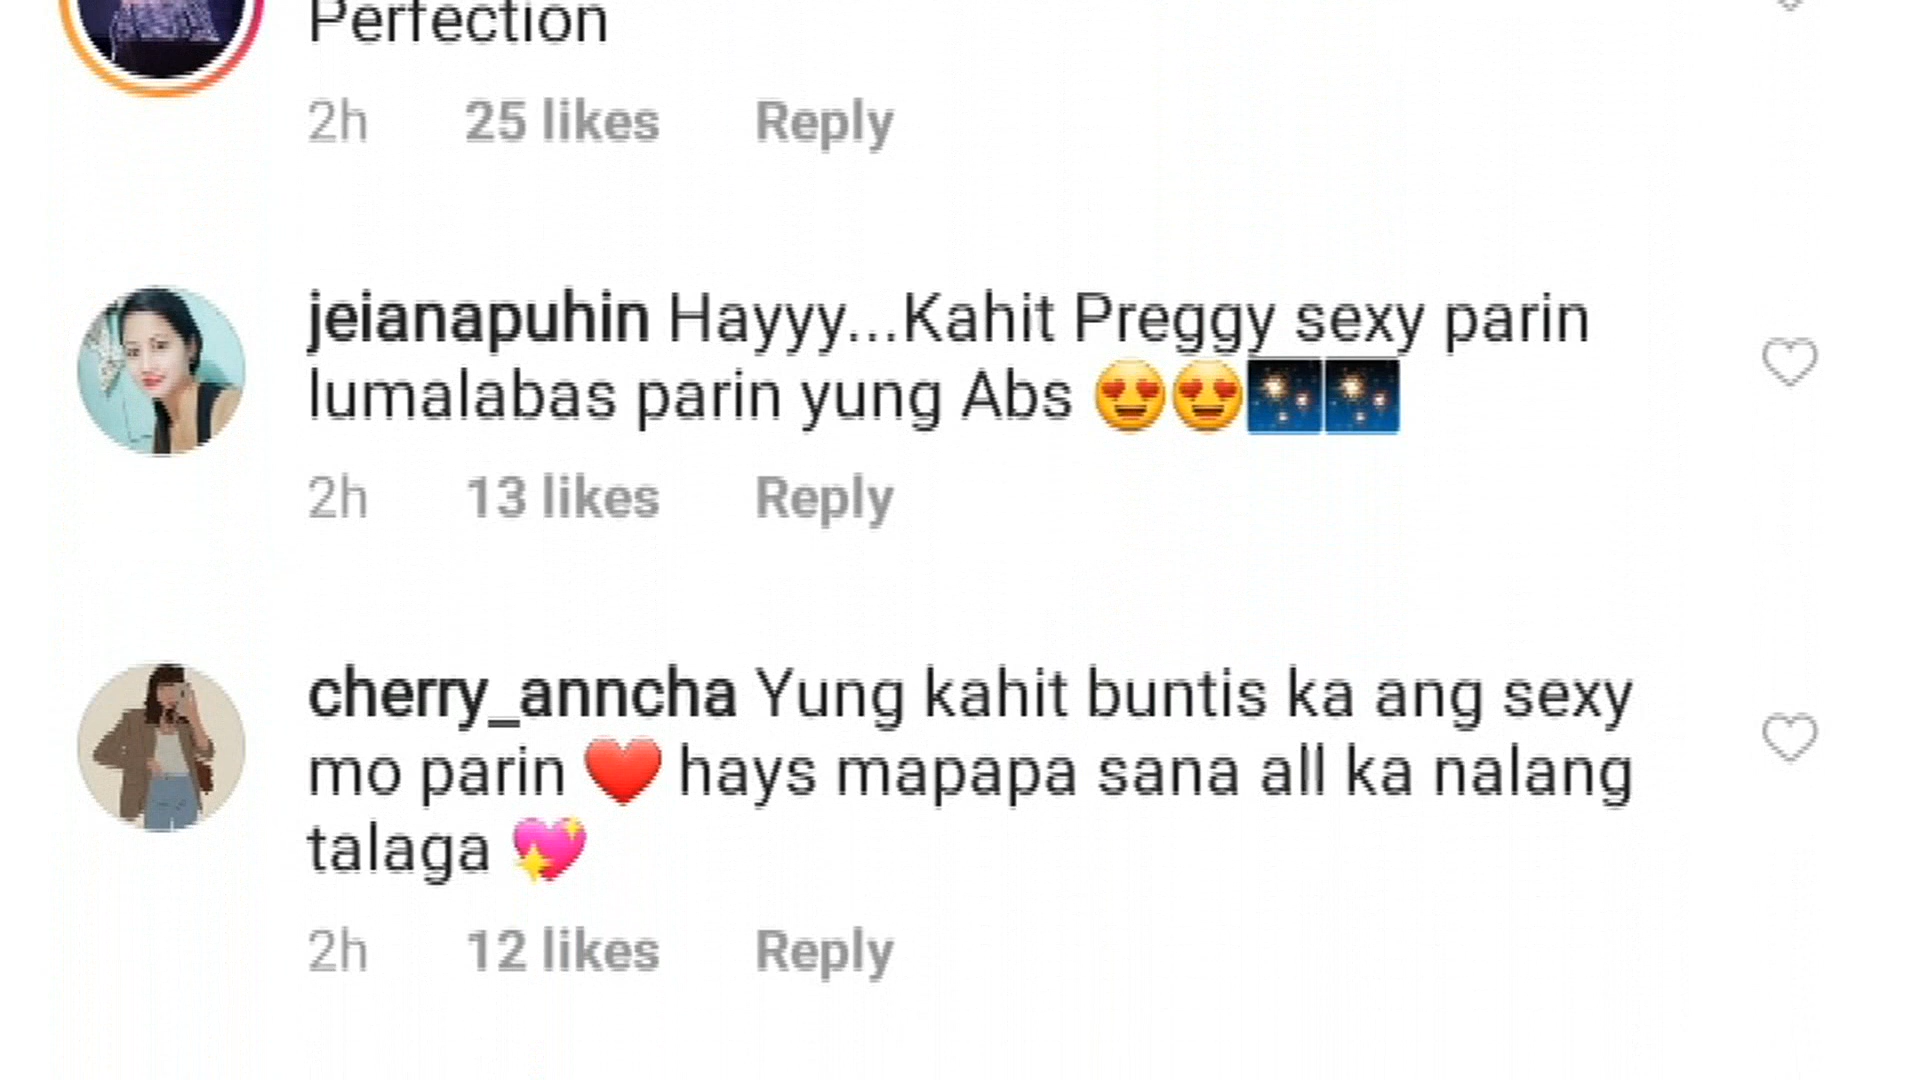 Perfection
2h 25 likes Reply
jeianapuhin Hayyy...Kahit Preggy sexy parin
lumalabas parin yung Abs 😍😍🎇🎇
2h 13 likes Reply
cherry_anncha Yung kahit buntis ka ang sexy
mo parin ❤️ hays mapapa sana all ka nalang
talaga 💖
2h 12 likes Reply